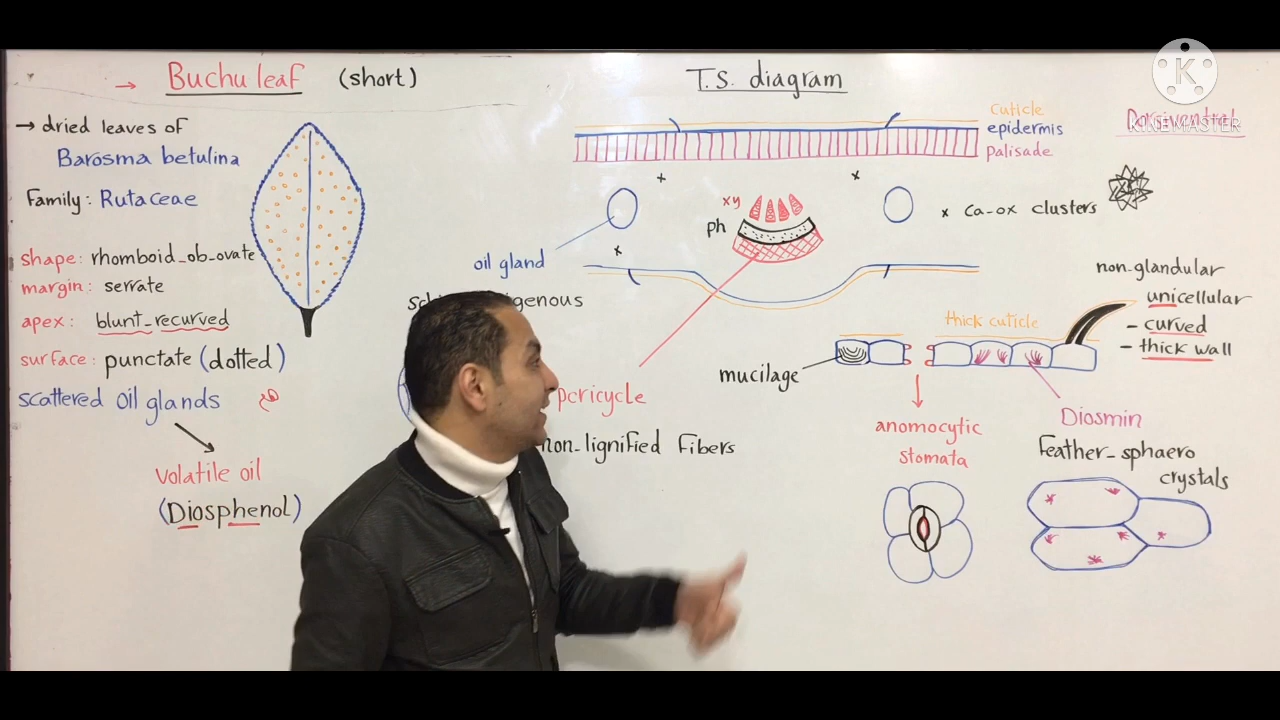 → Buchu leaf (short)
→ dried leaves of
Barosma betulina
Family: Rutaceae
shape: rhomboid_ob_ovate
margin: serrate
apex: blunt_recurved
surface: punctate (dotted)
scattered oil glands
volatile oil
(Diosphenol)
T.S. diagram
cuticle
epidermis
palisade
Dorsiventral
K
KINEMASTER
xy
ph
x Ca-ox clusters
oil gland
pericycle
non-lignified Fibers
mucilage
thick cuticle
non-glandular
unicellular
- curved
- thick wall
anomocytic
stomata
Diosmin
Feather-sphaero
crystals